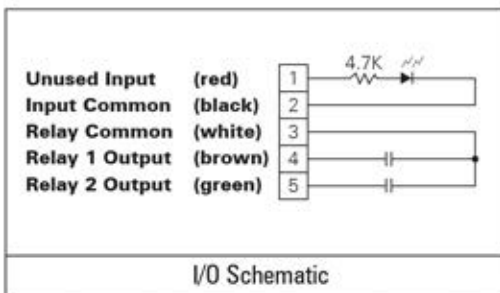 4.7K
Unused Input (red) 1
Input Common (black) 2
Relay Common (white) 3
Relay 1 Output (brown) 4
Relay 2 Output (green) 5
I/O Schematic